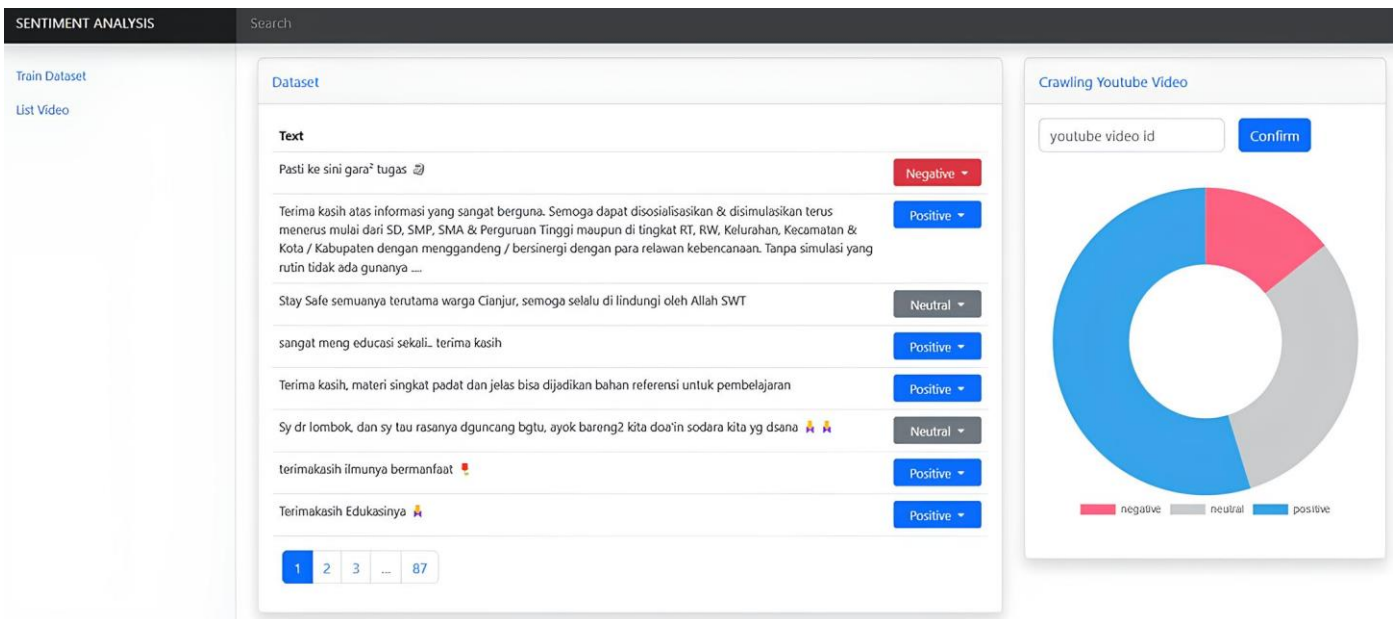 SENTIMENT ANALYSIS
Search
Train Dataset
List Video
Dataset
Text
Pasti ke sini gara² tugas
Negative
Terima kasih atas informasi yang sangat berguna. Semoga dapat disosialisasikan & disimulasikan terus
menerus mulai dari SD, SMP, SMA & Perguruan Tinggi maupun di tingkat RT, RW, Kelurahan, Kecamatan &
Kota / Kabupaten dengan menggandeng / bersinergi dengan para relawan kebencanaan. Tanpa simulasi yang
rutin tidak ada gunanya ....
Positive
Stay Safe semuanya terutama warga Cianjur, semoga selalu di lindungi oleh Allah SWT
Neutral
sangat meng educasi sekali.. terima kasih
Positive
Terima kasih, materi singkat padat dan jelas bisa dijadikan bahan referensi untuk pembelajaran
Positive
Sy dr lombok, dan sy tau rasanya dguncang bgtu, ayok bareng2 kita doa'in sodara kita yg dsana 🙏 🙏
Neutral
terimakasih ilmunya bermanfaat 🌹
Positive
Terimakasih Edukasinya 🙏
Positive
1 2 3 ... 87
Crawling Youtube Video
youtube video id
Confirm
negative neutral positive